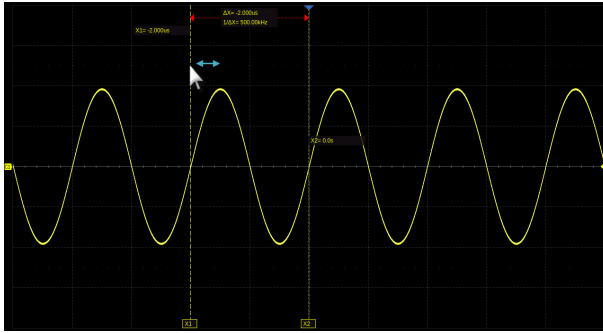 ΔX= -2.000us
1/ΔX= 500.00kHz
X1= -2.000us
X2= 0.0s
X1
X2